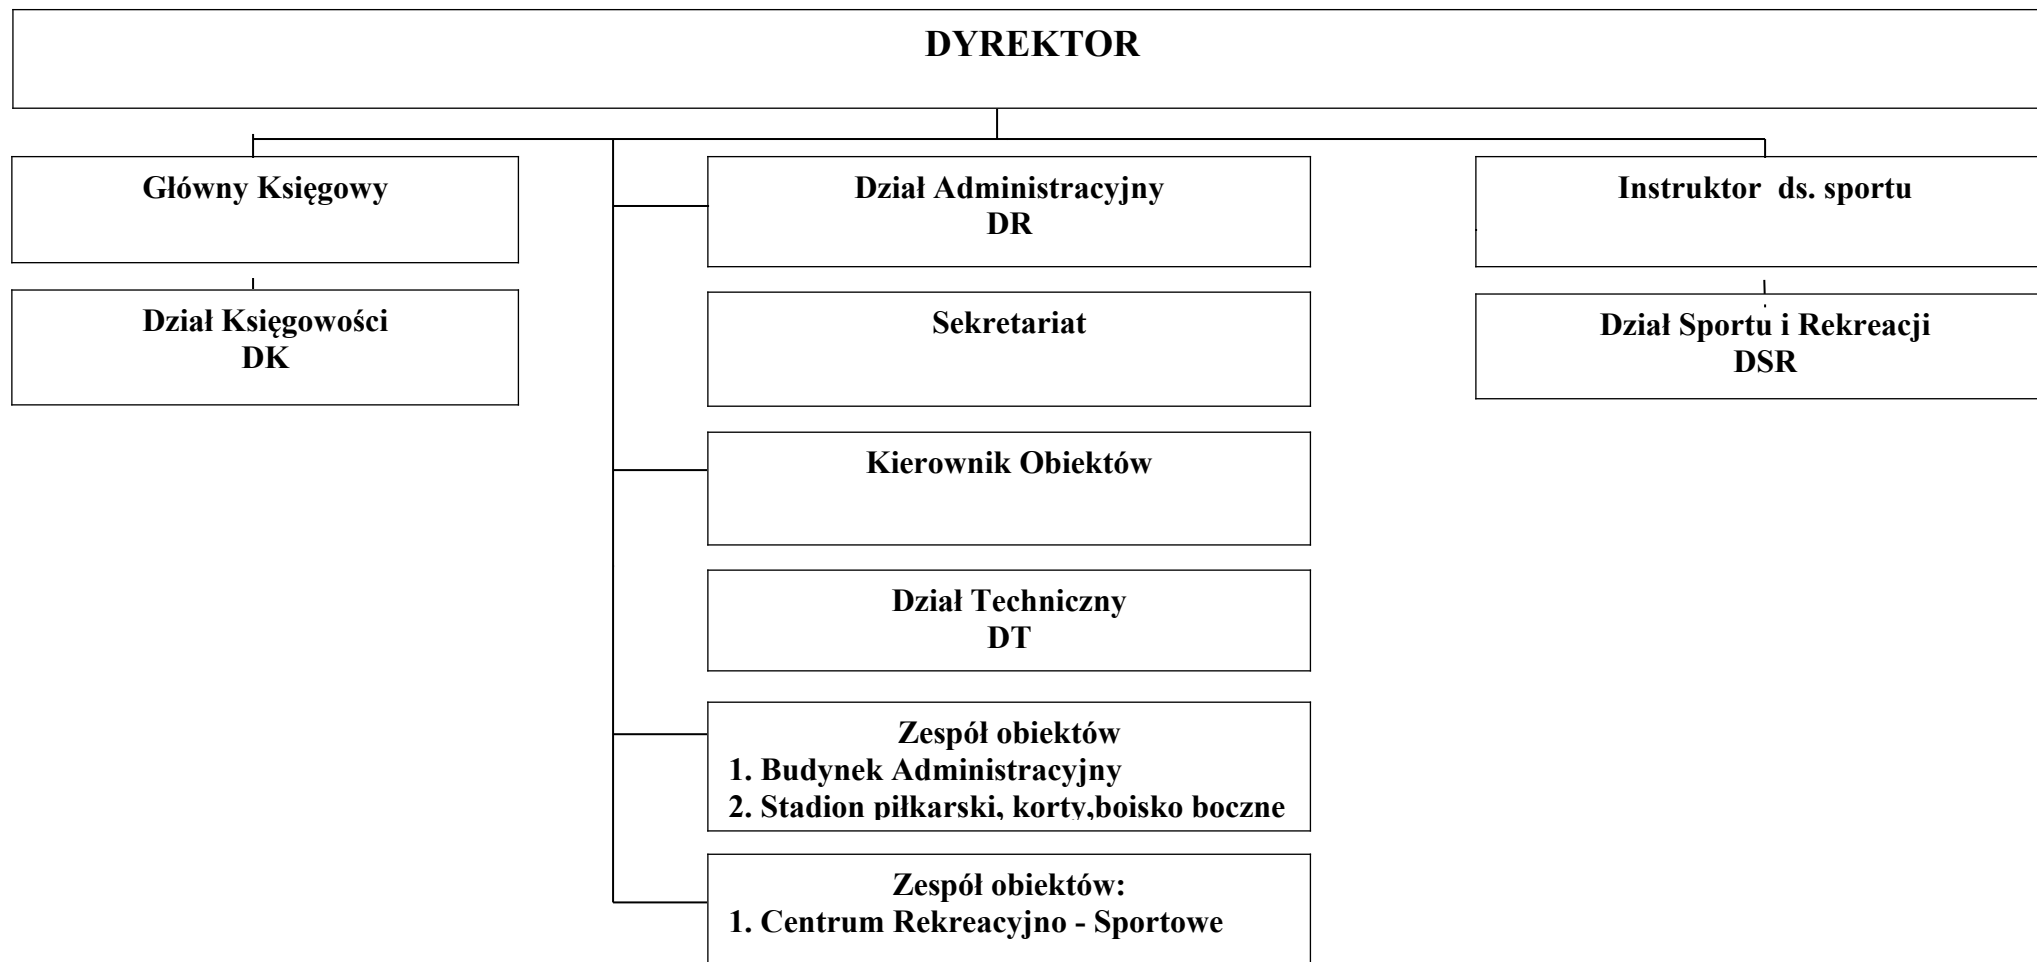 DYREKTOR
Główny Księgowy
Dział Administracyjny
DR
Instruktor ds. sportu
Dział Księgowości
DK
Sekretariat
Dział Sportu i Rekreacji
DSR
Kierownik Obiektów
Dział Techniczny
DT
Zespół obiektów
1. Budynek Administracyjny
2. Stadion piłkarski, korty,boisko boczne
Zespół obiektów:
1. Centrum Rekreacyjno - Sportowe